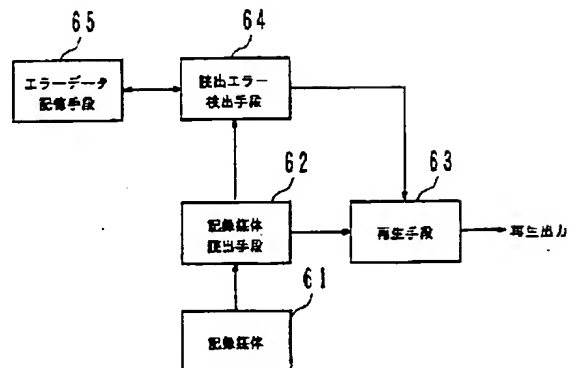 65
エラーデータ
記憶手段
64
読出エラー
検出手段
62
記録媒体
読出手段
63
再生手段
再生出力
61
記録媒体